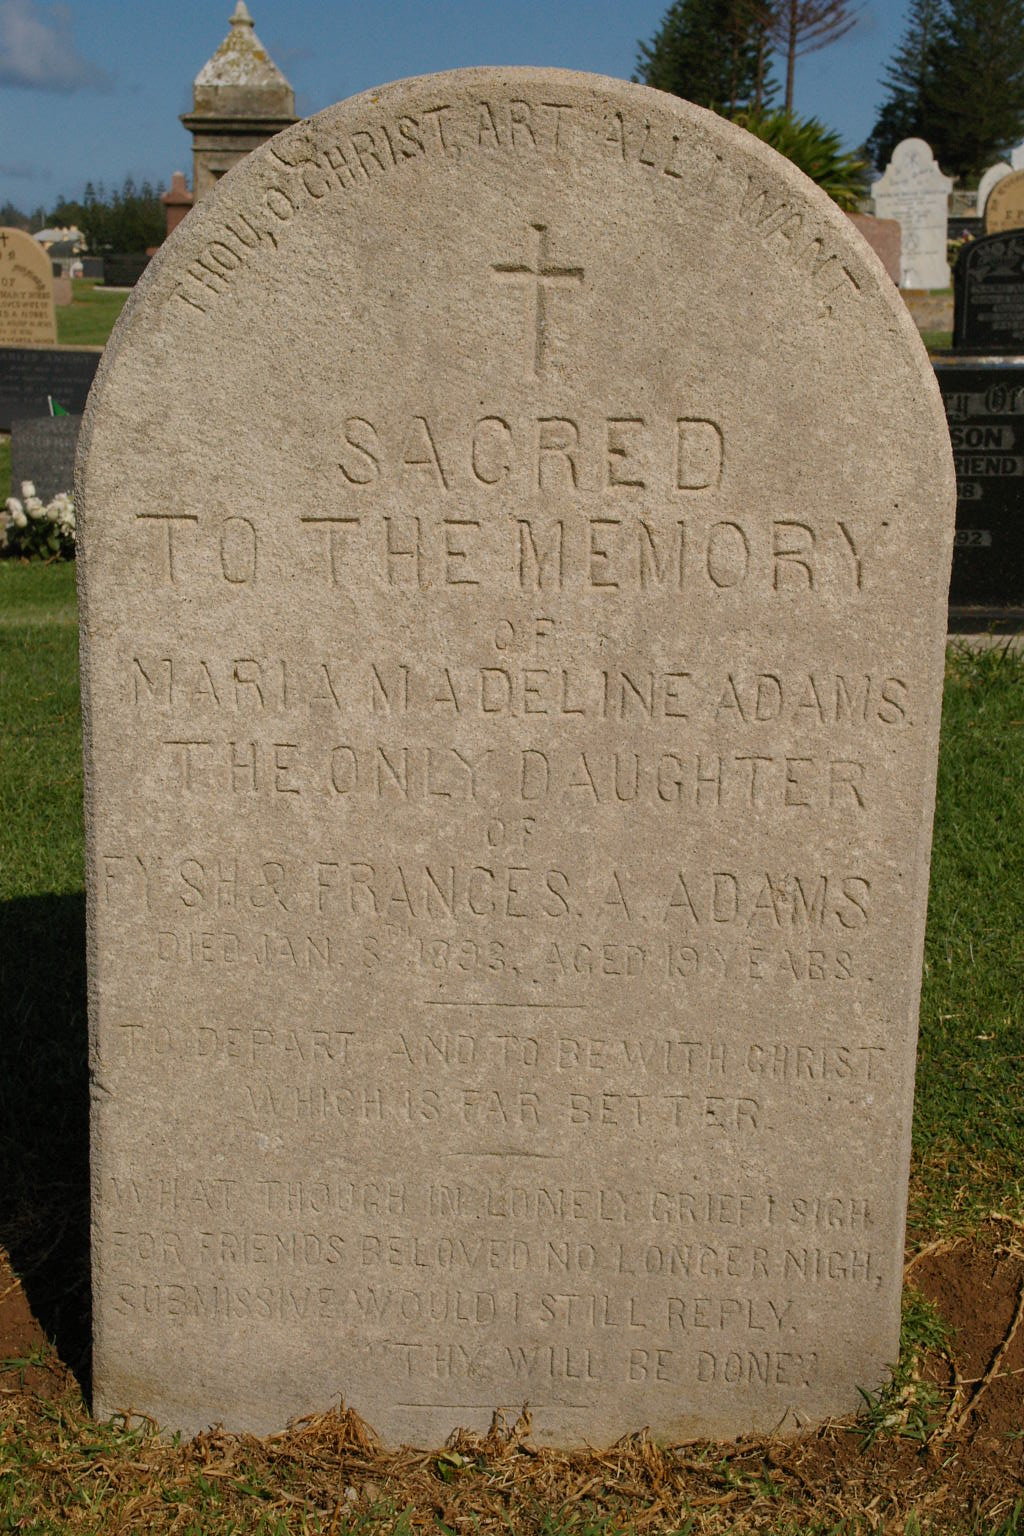 THOU, O CHRIST, ART ALL I WANT.
SACRED
TO THE MEMORY
OF
MARIA MADELINE ADAMS.
THE ONLY DAUGHTER
OF
FYSH & FRANCES. A. ADAMS
DIED JAN. 8TH 1893. AGED 19 YEARS.
TO DEPART AND TO BE WITH CHRIST
WHICH IS FAR BETTER.
WHAT THOUGH IN LONELY GRIEF I SIGH
FOR FRIENDS BELOVED NO LONGER NIGH,
SUBMISSIVE WOULD I STILL REPLY.
"THY WILL BE DONE".